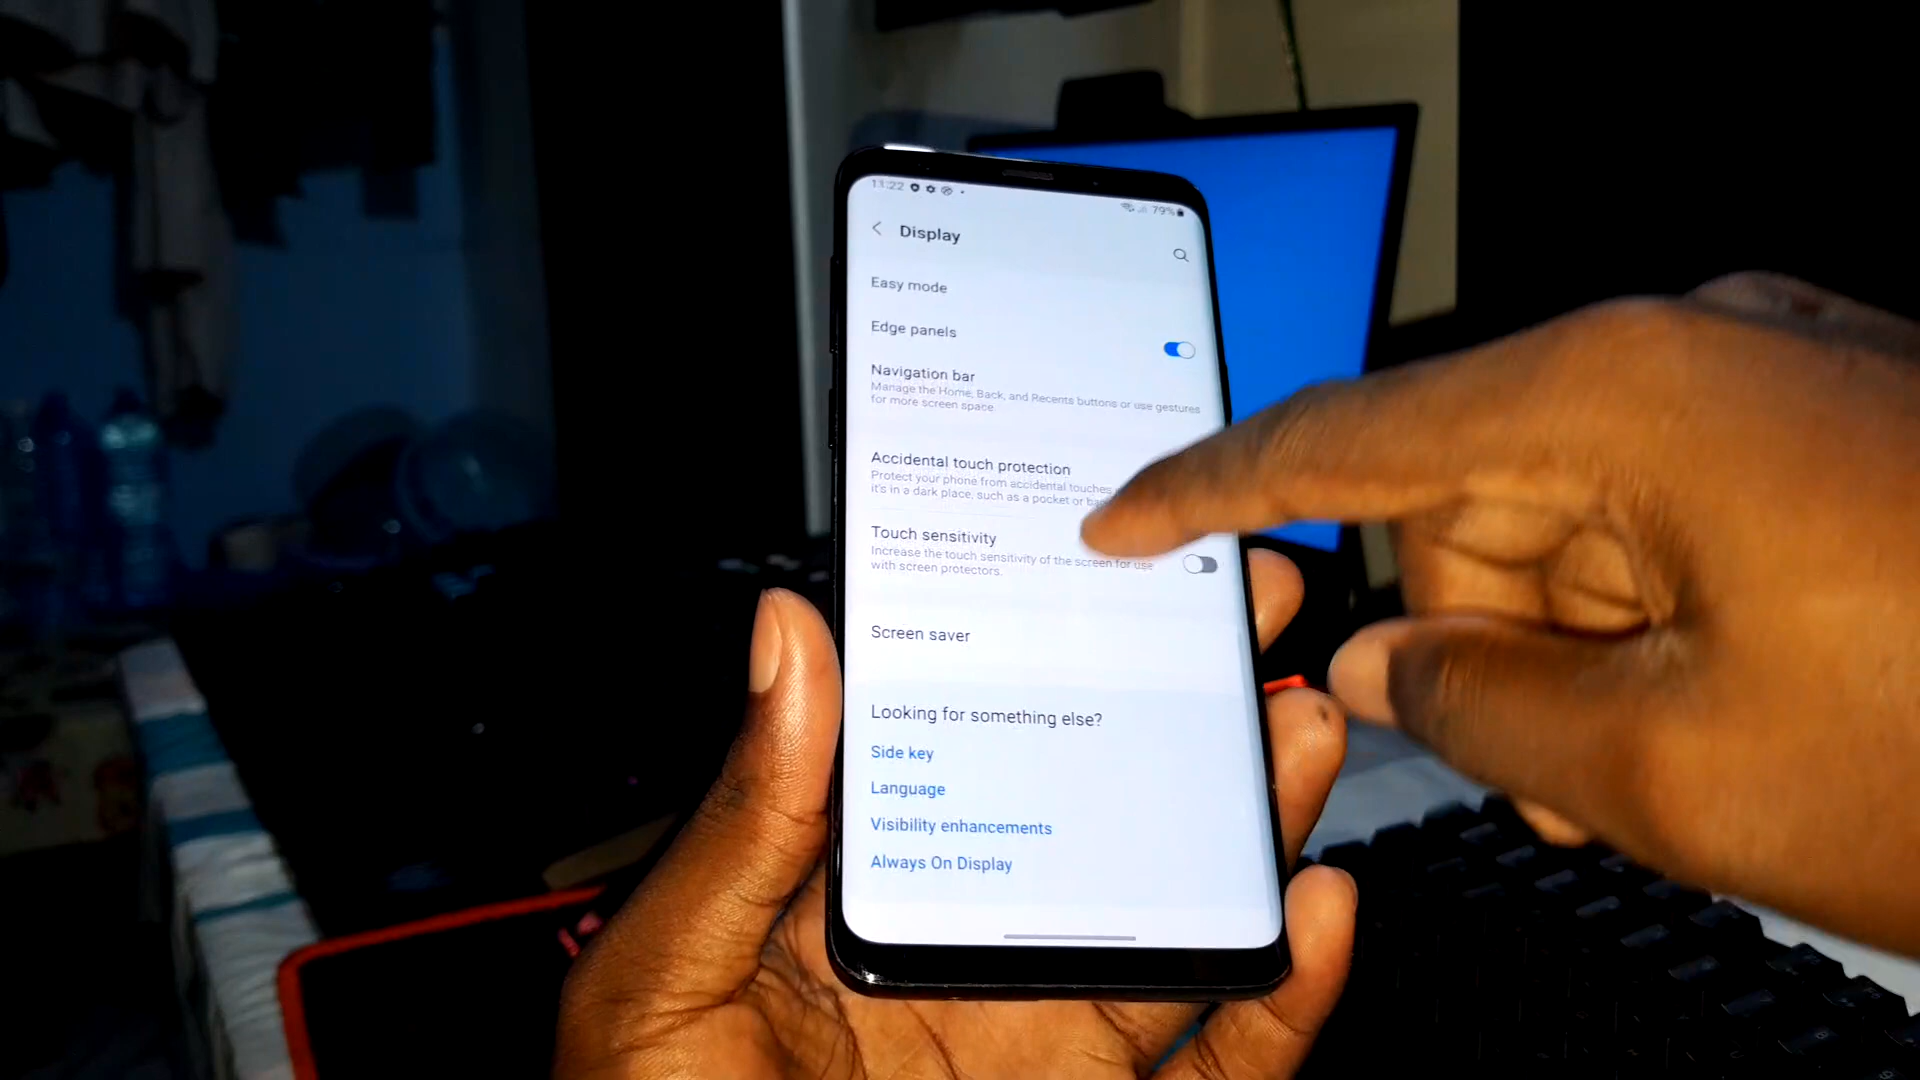 11:22
79%
Display
Easy mode
Edge panels
Navigation bar
Manage the Home, Back, and Recents buttons or use gestures
for more screen space.
Accidental touch protection
Protect your phone from accidental touches
it's in a dark place, such as a pocket or
Touch sensitivity
Increase the touch sensitivity of the screen for use
with screen protectors.
Screen saver
Looking for something else?
Side key
Language
Visibility enhancements
Always On Display